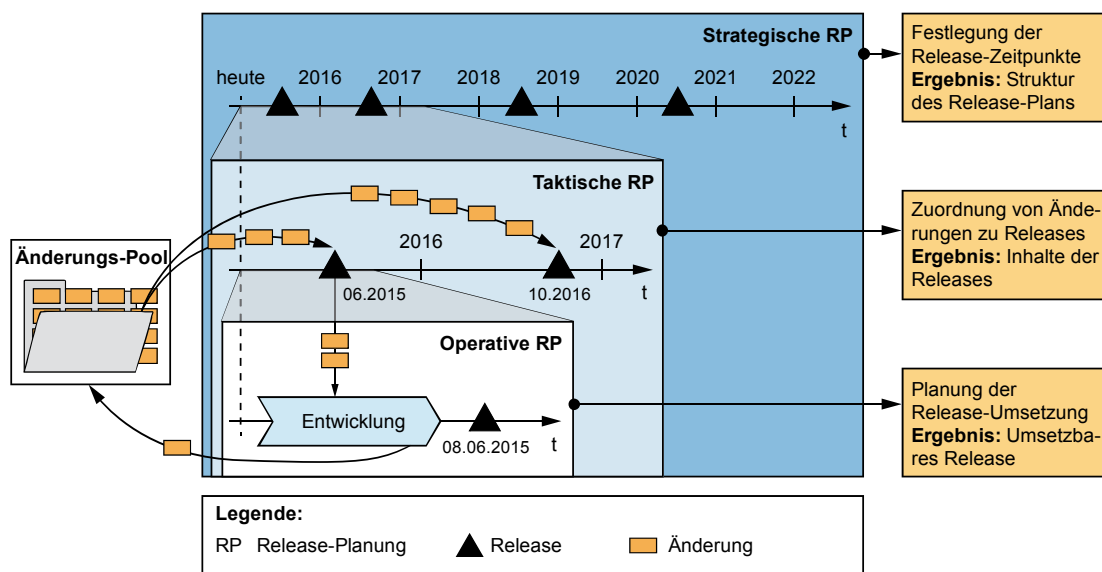 Strategische RP
heute 2016 2017 2018 2019 2020 2021 2022
t
Festlegung der
Release-Zeitpunkte
Ergebnis: Struktur
des Release-Plans
Taktische RP
2016 2017
06.2015 10.2016 t
Zuordnung von Ände-
rungen zu Releases
Ergebnis: Inhalte der
Releases
Änderungs-Pool
Operative RP
Entwicklung
08.06.2015 t
Planung der
Release-Umsetzung
Ergebnis: Umsetzba-
res Release
Legende:
RP Release-Planung Release Änderung